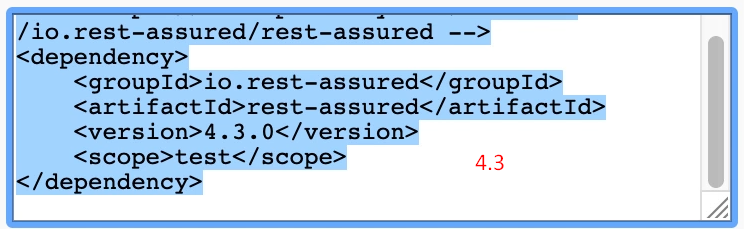 /io.rest-assured/rest-assured -->
<dependency>
    <groupId>io.rest-assured</groupId>
    <artifactId>rest-assured</artifactId>
    <version>4.3.0</version>
    <scope>test</scope>
4.3
</dependency>